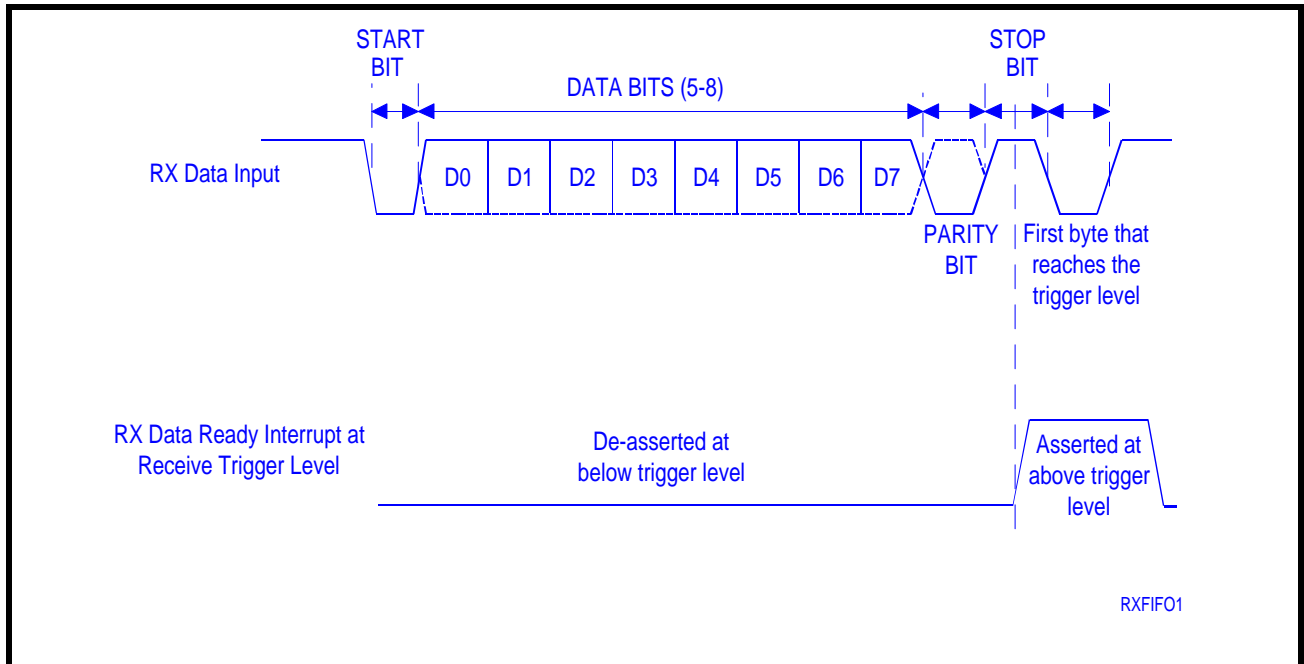 START
BIT
STOP
BIT
DATA BITS (5-8)
RX Data Input
D0 D1 D2 D3 D4 D5 D6 D7
PARITY
BIT
First byte that
reaches the
trigger level
RX Data Ready Interrupt at
Receive Trigger Level
De-asserted at
below trigger level
Asserted at
above trigger
level
RXFIFO1